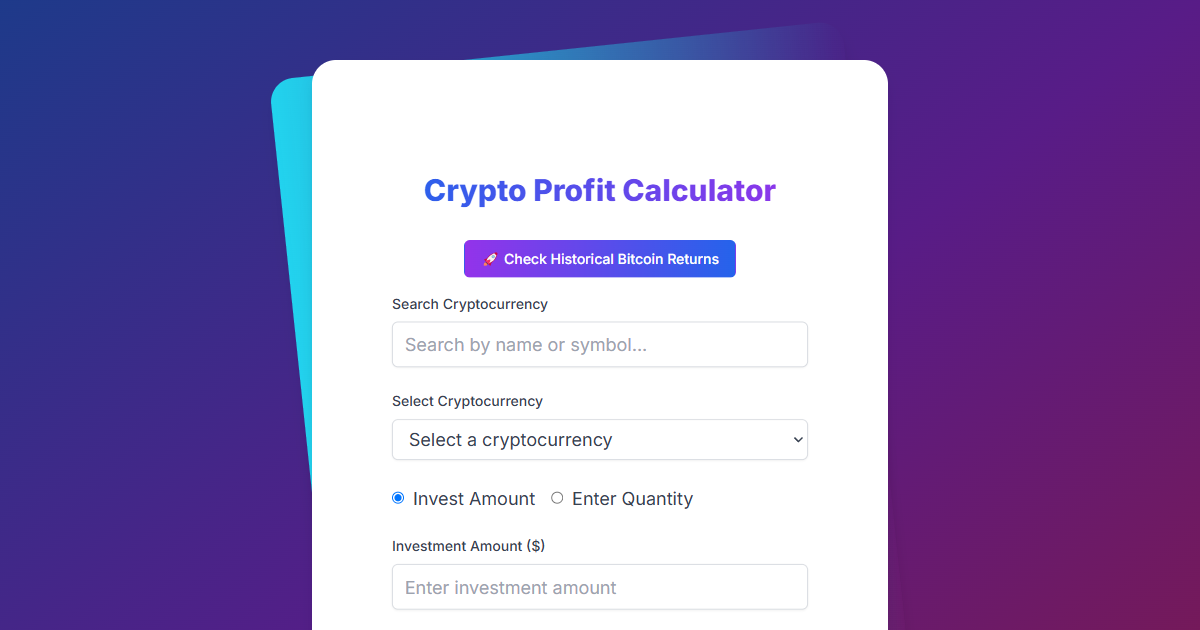 Crypto Profit Calculator
🚀 Check Historical Bitcoin Returns
Search Cryptocurrency
Search by name or symbol...
Select Cryptocurrency
Select a cryptocurrency
Invest Amount Enter Quantity
Investment Amount ($)
Enter investment amount